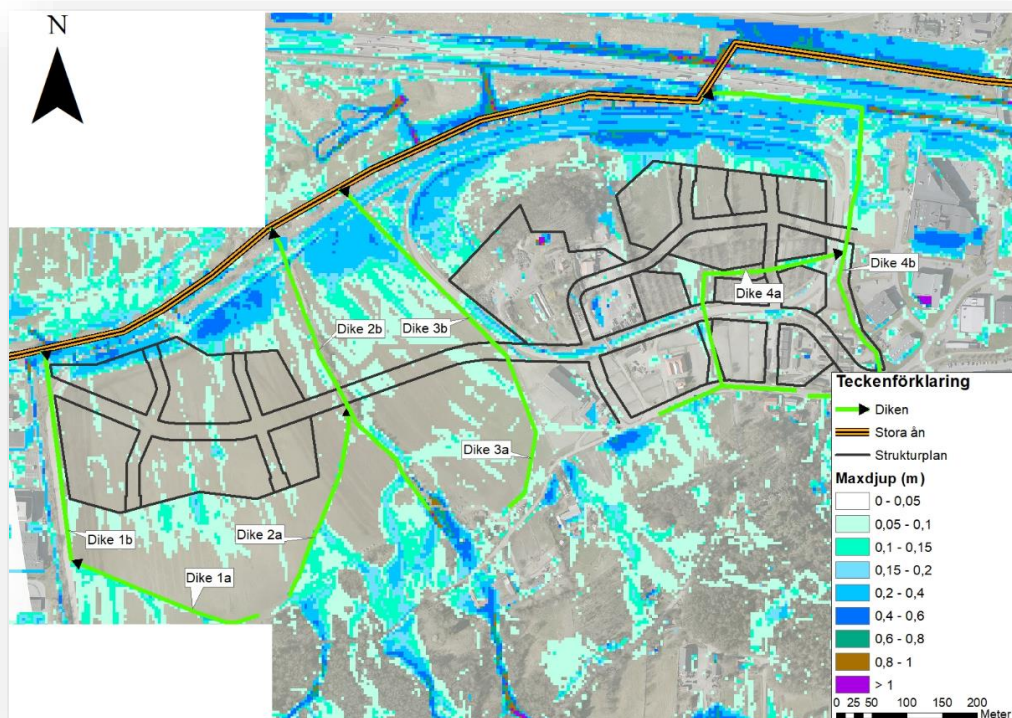 N
Dike 4b
Dike 4a
Dike 2b
Dike 3b
Dike 3a
Dike 2a
Dike 1b
Dike 1a
Teckenförklaring
Diken
Stora ån
Strukturplan
Maxdjup (m)
0 - 0,05
0,05 - 0,1
0,1 - 0,15
0,15 - 0,2
0,2 - 0,4
0,4 - 0,6
0,6 - 0,8
0,8 - 1
> 1
0 25 50 100 150 200
Meter